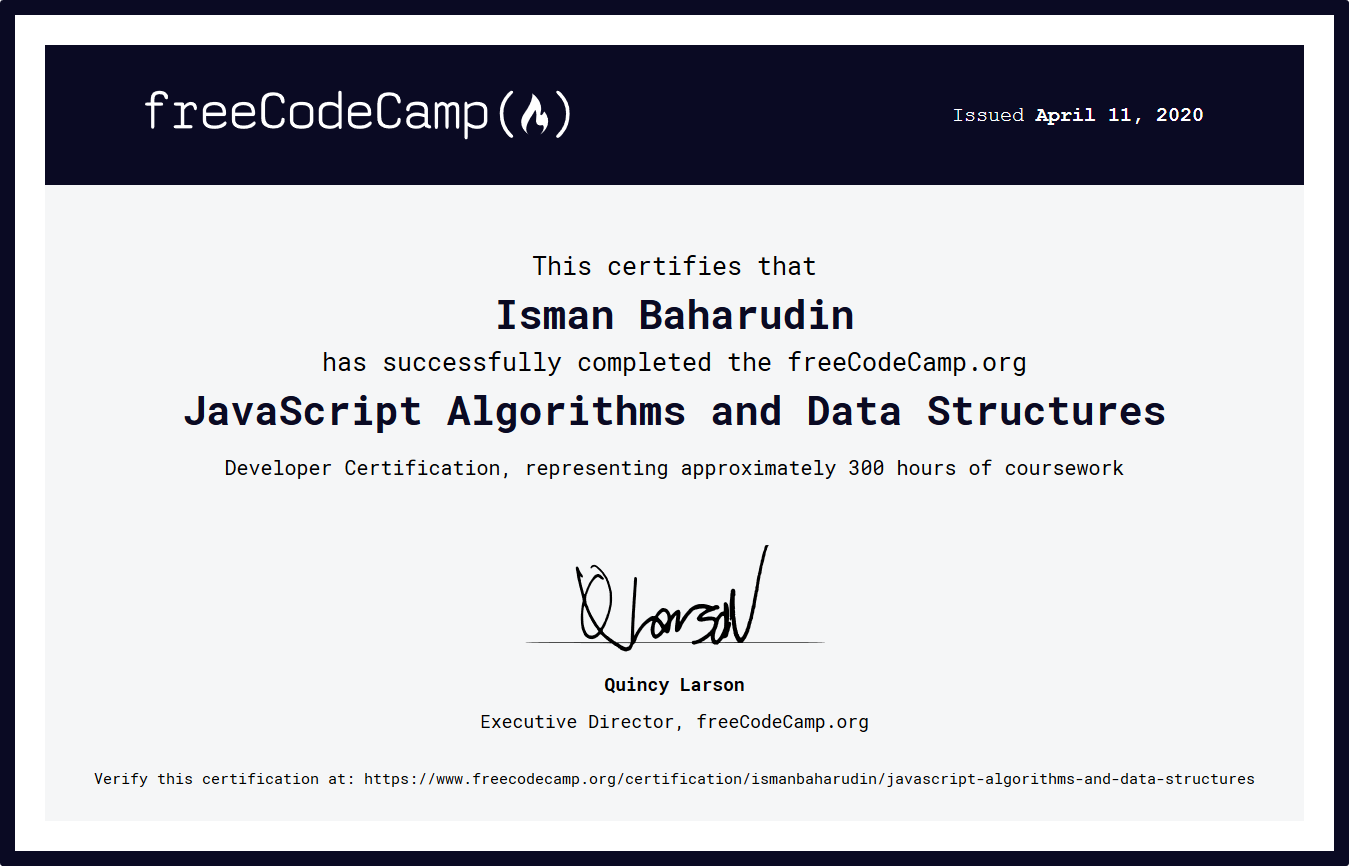 freeCodeCamp(🔥)
Issued April 11, 2020
This certifies that
Isman Baharudin
has successfully completed the freeCodeCamp.org
JavaScript Algorithms and Data Structures
Developer Certification, representing approximately 300 hours of coursework
QLarson
Quincy Larson
Executive Director, freeCodeCamp.org
Verify this certification at: https://www.freecodecamp.org/certification/ismanbaharudin/javascript-algorithms-and-data-structures